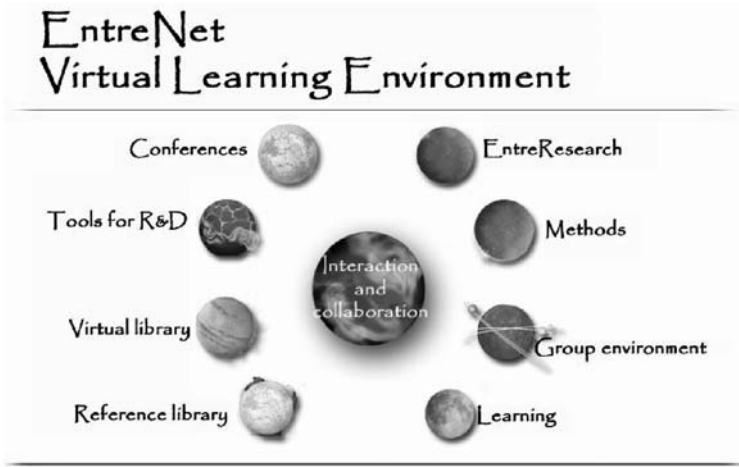 EntreNet
Virtual Learning Environment
Conferences
EntreResearch
Tools for R&D
Methods
Interaction
and
collaboration
Virtual library
Group environment
Reference library
Learning